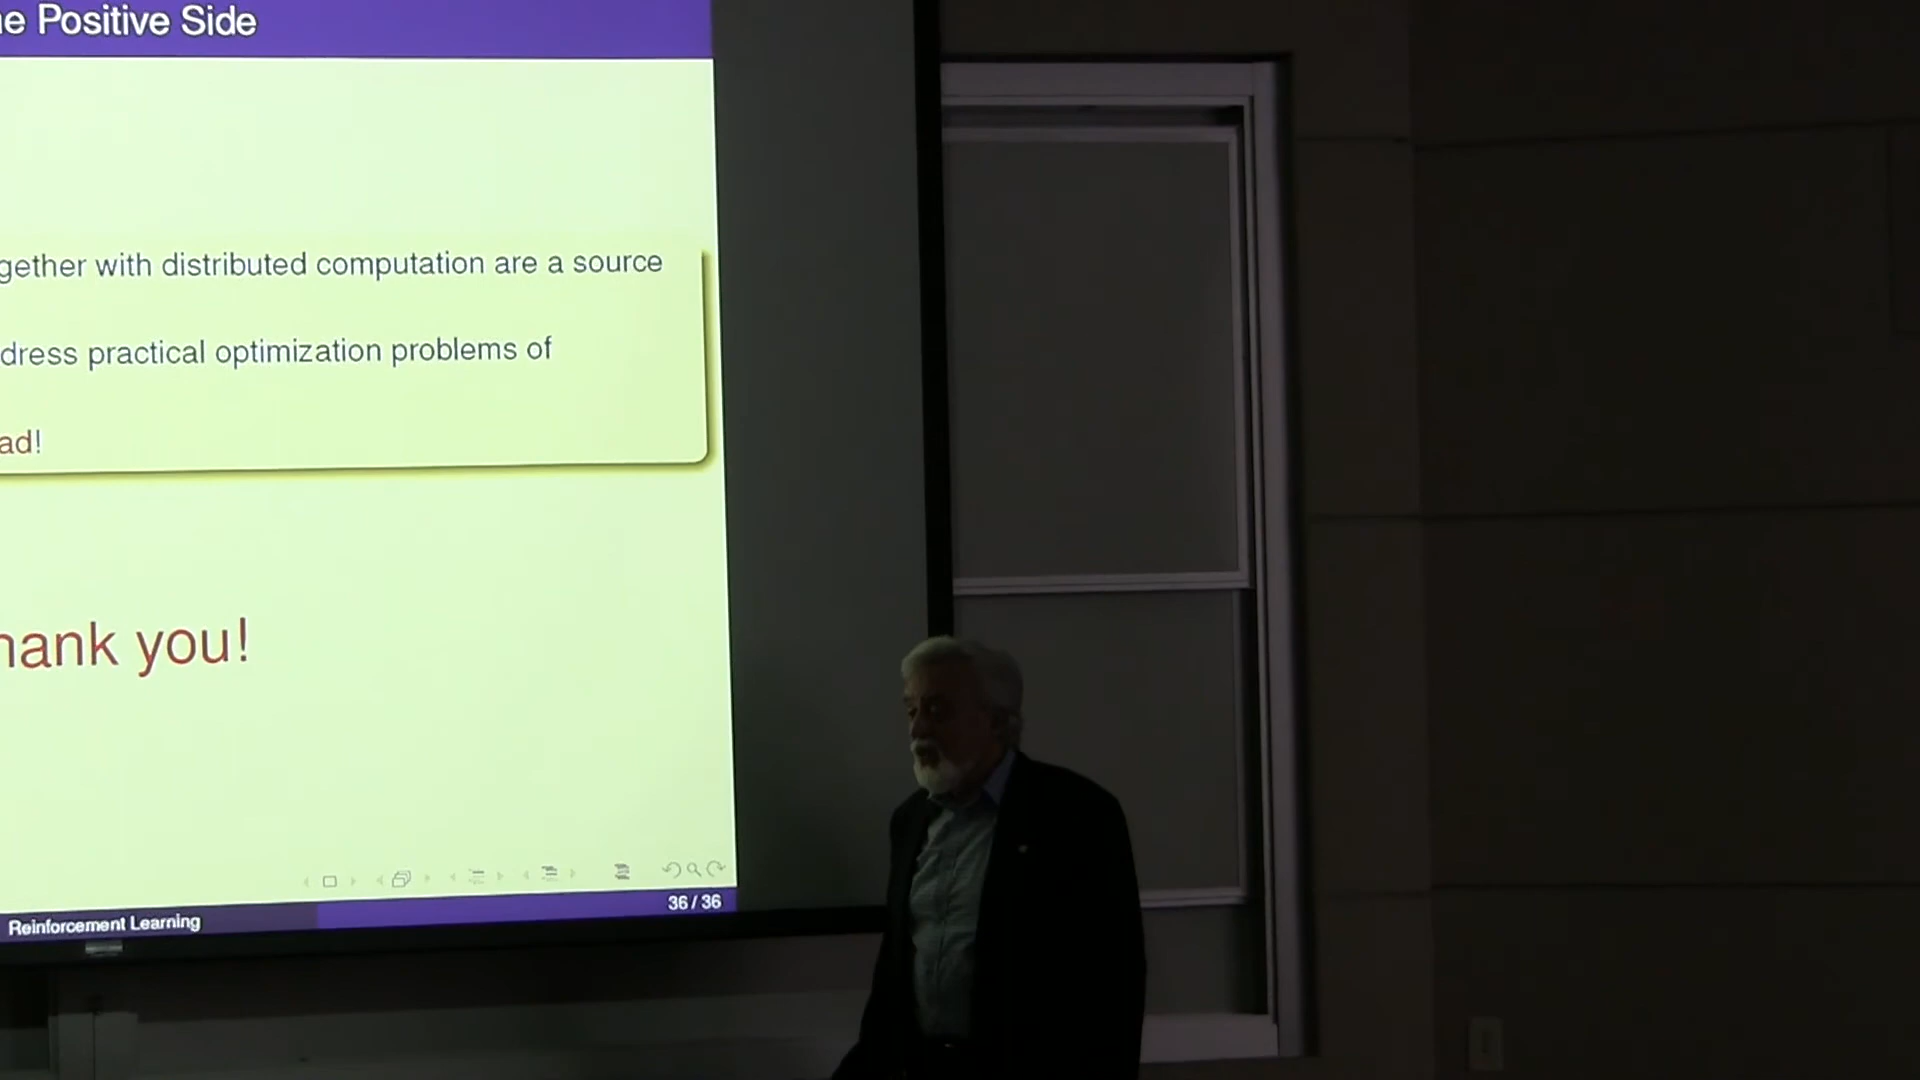 e Positive Side
gether with distributed computation are a source
dress practical optimization problems of
ad!
hank you!
36 / 36
Reinforcement Learning